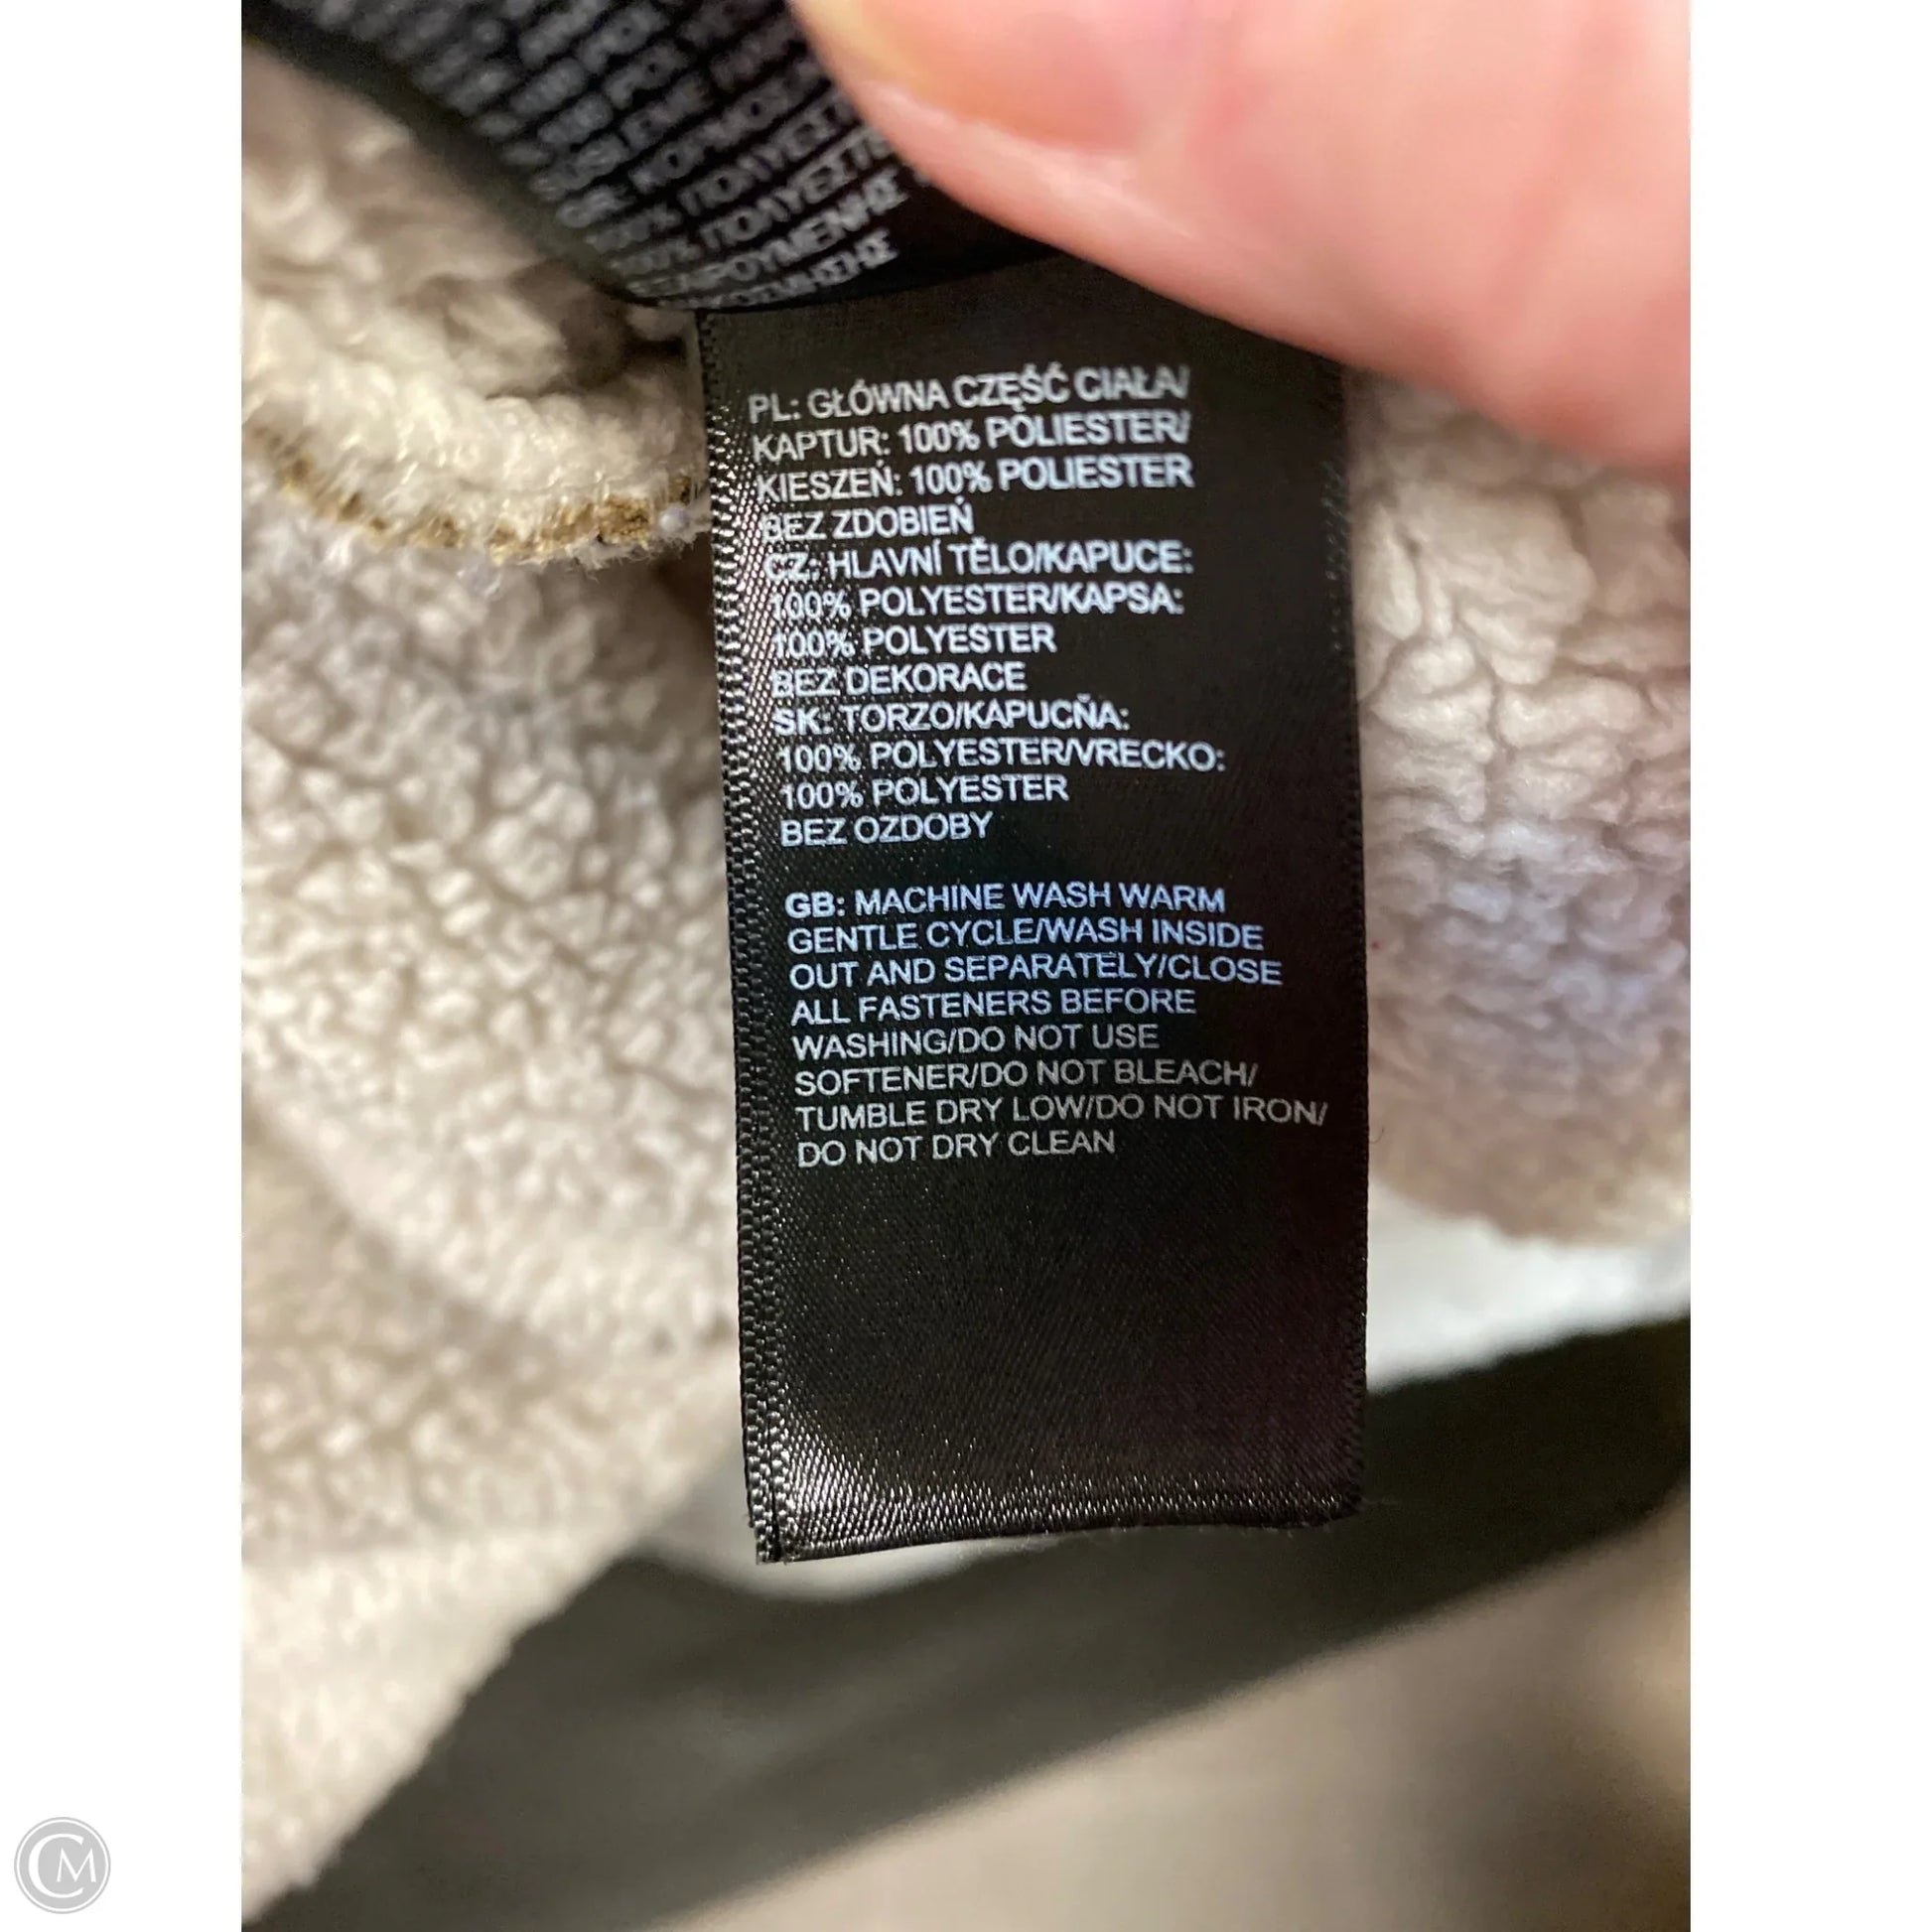 PL: GŁÓWNA CZĘŚĆ CIAŁA/
KAPTUR: 100% POLIESTER/
KIESZEŃ: 100% POLIESTER
BEZ ZDOBIEŃ
CZ: HLAVNÍ TĚLO/KAPUCE:
100% POLYESTER/KAPSA:
100% POLYESTER
BEZ DEKORACE
SK: TORZO/KAPUCŇA:
100% POLYESTER/VRECKO:
100% POLYESTER
BEZ OZDOBY
GB: MACHINE WASH WARM
GENTLE CYCLE/WASH INSIDE
OUT AND SEPARATELY/CLOSE
ALL FASTENERS BEFORE
WASHING/DO NOT USE
SOFTENER/DO NOT BLEACH/
TUMBLE DRY LOW/DO NOT IRON/
DO NOT DRY CLEAN
CM